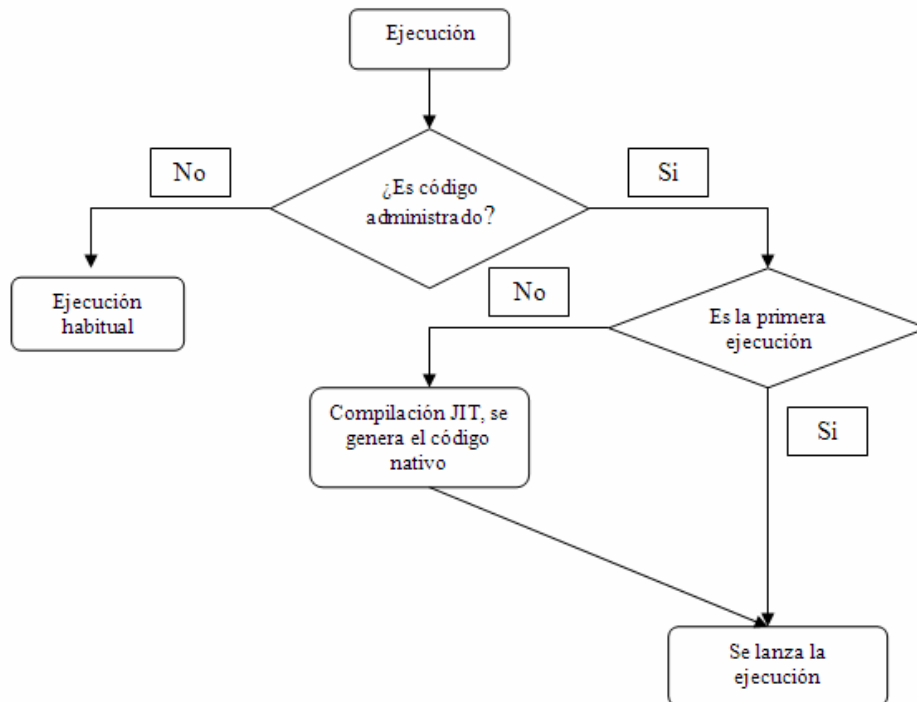 Ejecución
No
Si
¿Es código
administrado?
Ejecución
habitual
No
Es la primera
ejecución
Compilación JIT, se
genera el código
nativo
Si
Se lanza la
ejecución